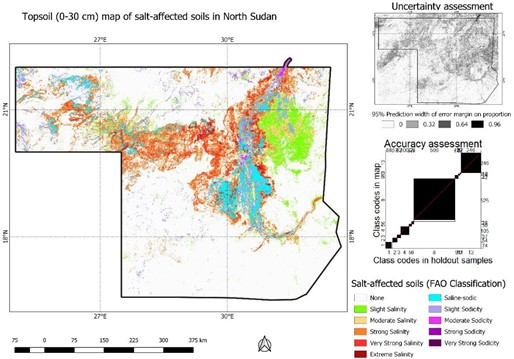 Topsoil (0-30 cm) map of salt-affected soils in North Sudan
27°E 30°E
21°N 21°N
18°N 18°N
27°E 30°E
75 0 75 150 225 300 375 km
Uncertainty assessment
95% Prediction width of error margin on proportion
0 0.32 0.64 0.96
Accuracy assessment
Class codes in map
Class codes in holdout samples
Salt-affected soils (FAO Classification)
None Saline-sodic
Slight Salinity Slight Sodicity
Moderate Salinity Moderate Sodicity
Strong Salinity Strong Sodicity
Very Strong Salinity Very Strong Sodicity
Extreme Salinity